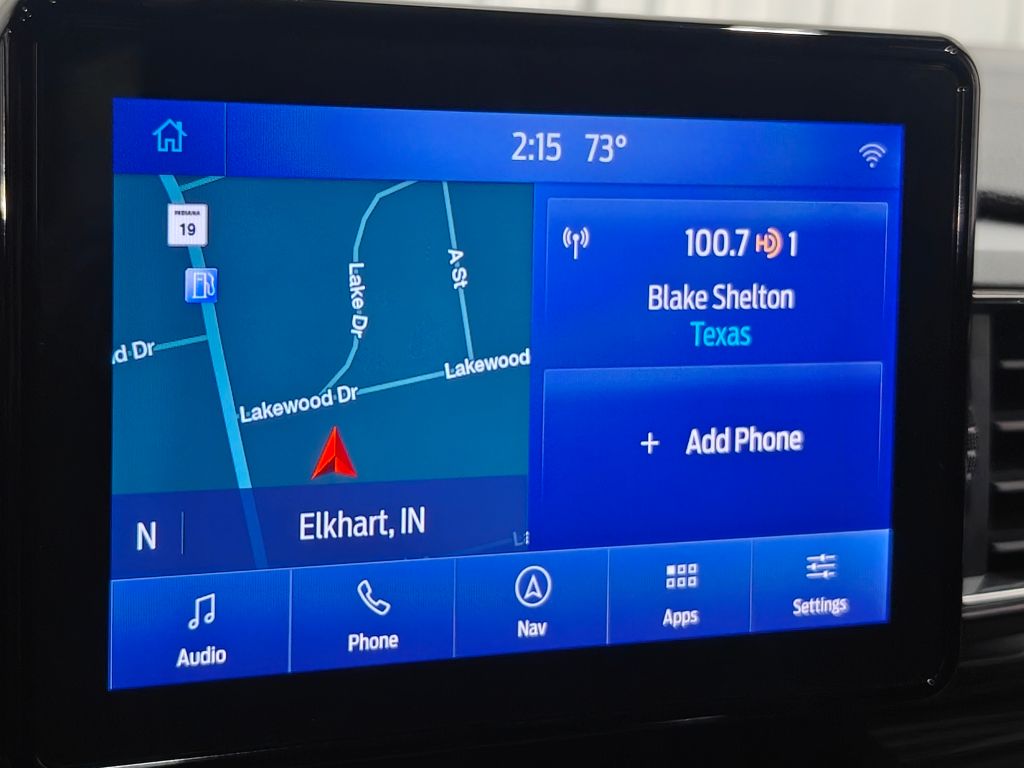 2:15 73°
INDIANA
19
100.7 HD 1
Blake Shelton
Texas
Lake Dr
A St
d Dr
Lakewood Dr
Lakewood
+ Add Phone
N
Elkhart, IN
Audio
Phone
Nav
Apps
Settings